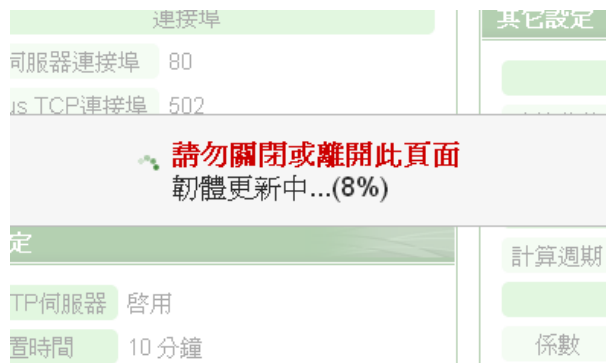 連接埠
其它設定
伺服器連接埠 80
us TCP連接埠 502
請勿關閉或離開此頁面
韌體更新中...(8%)
定
計算週期
TP伺服器 啓用
置時間 10 分鐘
係數